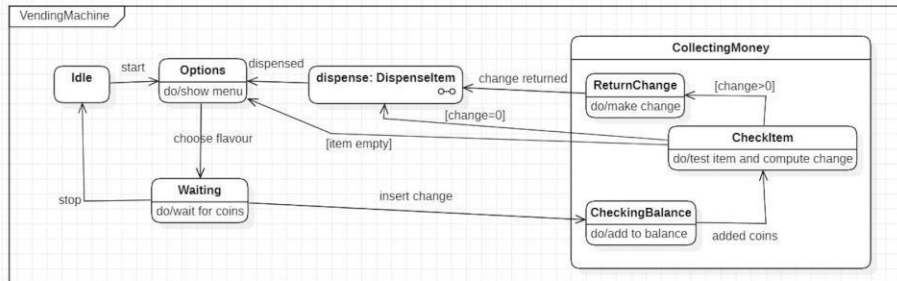 VendingMachine
CollectingMoney
Idle
start
Options
do/show menu
dispensed
dispense: DispenseItem
change returned
ReturnChange
do/make change
[change>0]
[change=0]
CheckItem
do/test item and compute change
choose flavour
[item empty]
Waiting
do/wait for coins
stop
insert change
CheckingBalance
do/add to balance
added coins